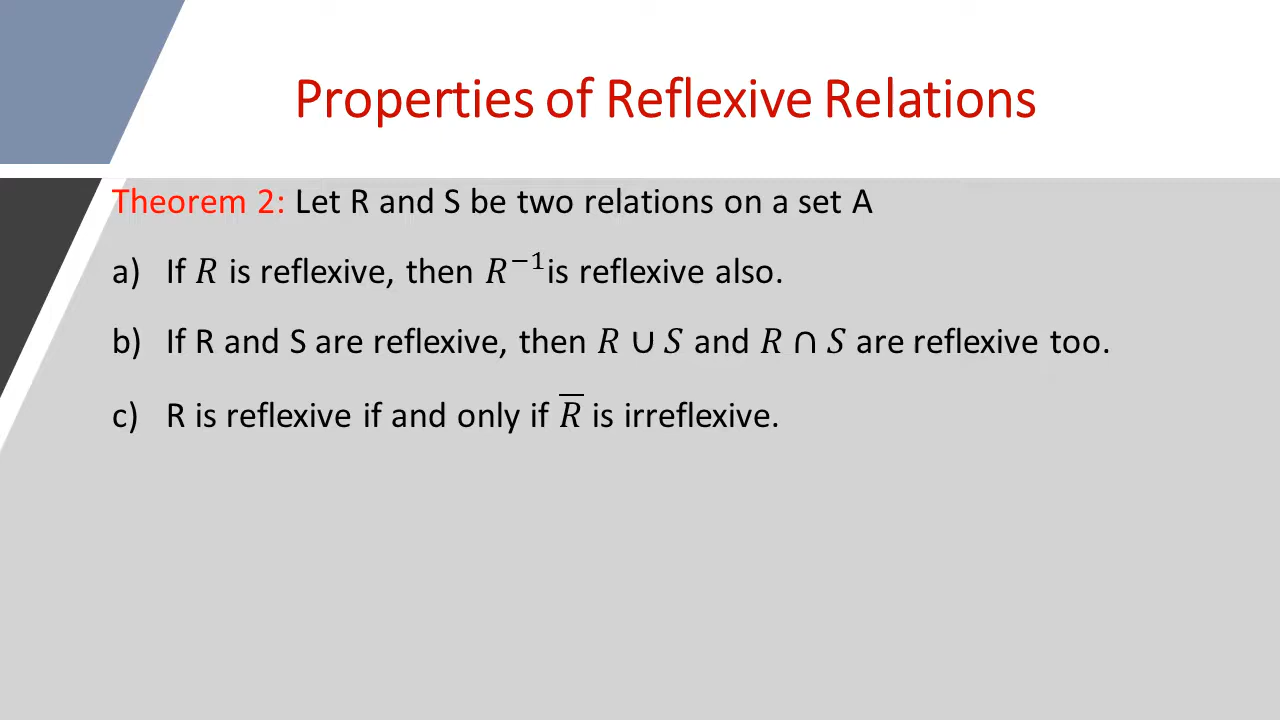 Properties of Reflexive Relations
Theorem 2: Let R and S be two relations on a set A
a) If 𝑅 is reflexive, then 𝑅⁻¹is reflexive also.
b) If R and S are reflexive, then 𝑅 ∪ 𝑆 and 𝑅 ∩ 𝑆 are reflexive too.
c) R is reflexive if and only if 𝑅̅ is irreflexive.